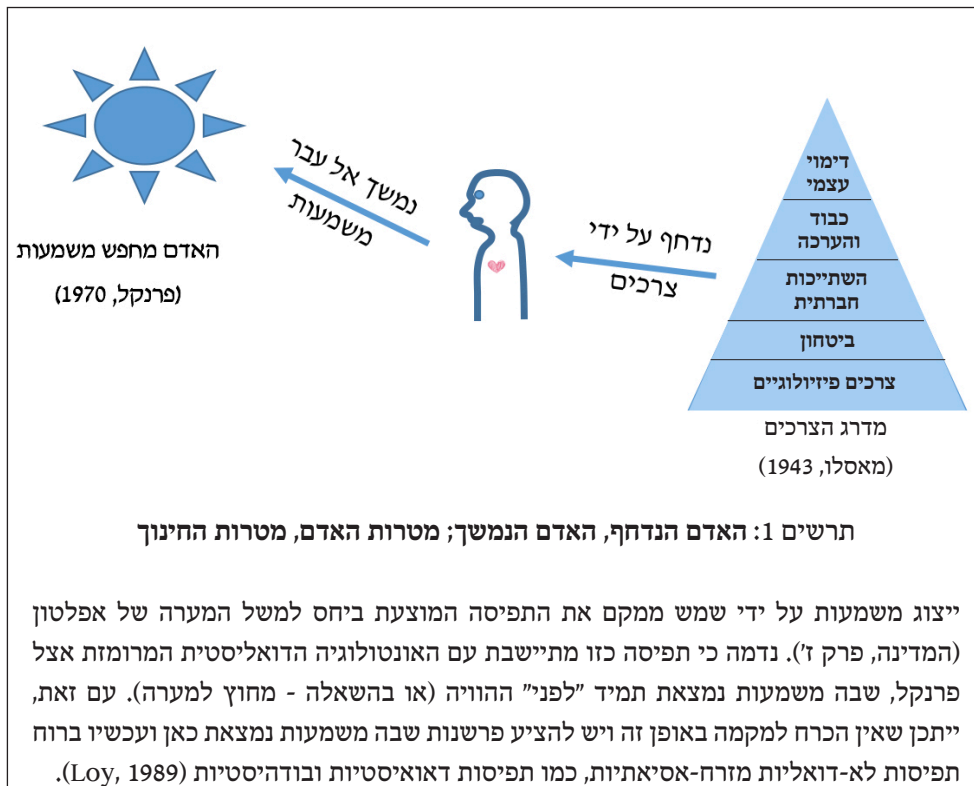 דימוי
עצמי
כבוד
והערכה
השתייכות
חברתית
ביטחון
צרכים פיזיולוגיים
מדרג הצרכים
(מאסלו, 1943)
נדחף על ידי
צרכים
נמשך אל עבר
משמעות
האדם מחפש משמעות
(פרנקל, 1970)
תרשים 1: האדם הנדחף, האדם הנמשך; מטרות האדם, מטרות החינוך
ייצוג משמעות על ידי שמש ממקם את התפיסה המוצעת ביחס למשל המערה של אפלטון
(המדינה, פרק ז'). נדמה כי תפיסה כזו מתיישבת עם האונטולוגיה הדואליסטית המרומזת אצל
פרנקל, שבה משמעות נמצאת תמיד "לפני" ההוויה (או בהשאלה - מחוץ למערה). עם זאת,
ייתכן שאין הכרח למקמה באופן זה ויש להציע פרשנות שבה משמעות נמצאת כאן ועכשיו ברוח
תפיסות לא-דואליות מזרח-אסיאתיות, כמו תפיסות דאואיסטיות ובודהיסטיות (Loy, 1989).